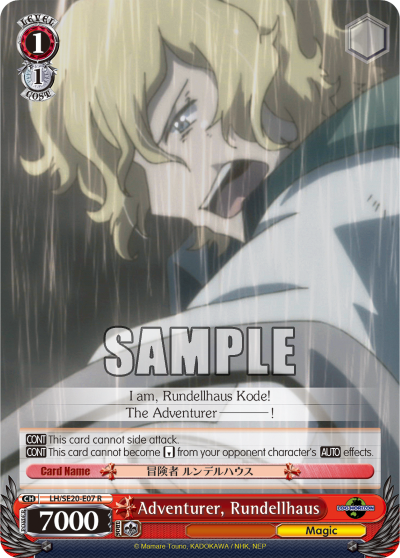 LEVEL
1
1
COST
SAMPLE
I am, Rundellhaus Kode!
The Adventurer ———!
CONT This card cannot side attack.
CONT This card cannot become from your opponent character's AUTO effects.
Card Name 冒険者 ルンデルハウス
CH LH/SE20-E07 R
POWER 7000 Adventurer, Rundellhaus
Magic
© Mamare Touno, KADOKAWA / NHK, NEP